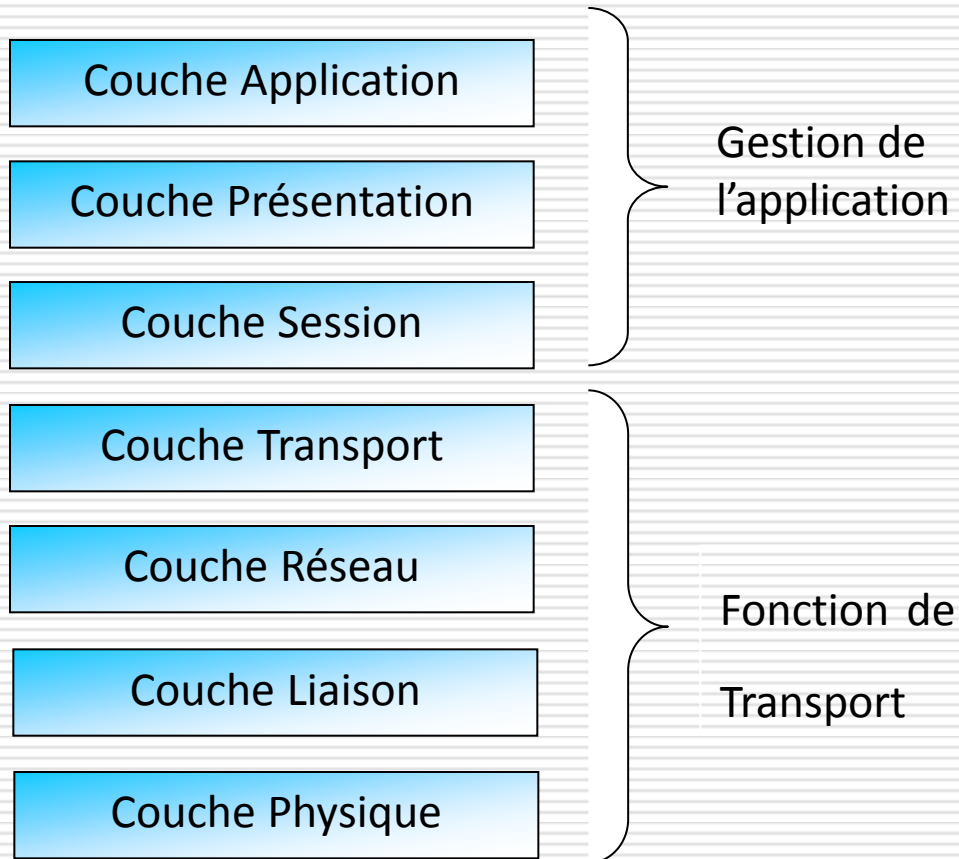 Couche Application
Couche Présentation
Couche Session
Gestion de
l’application
Couche Transport
Couche Réseau
Couche Liaison
Couche Physique
Fonction de
Transport